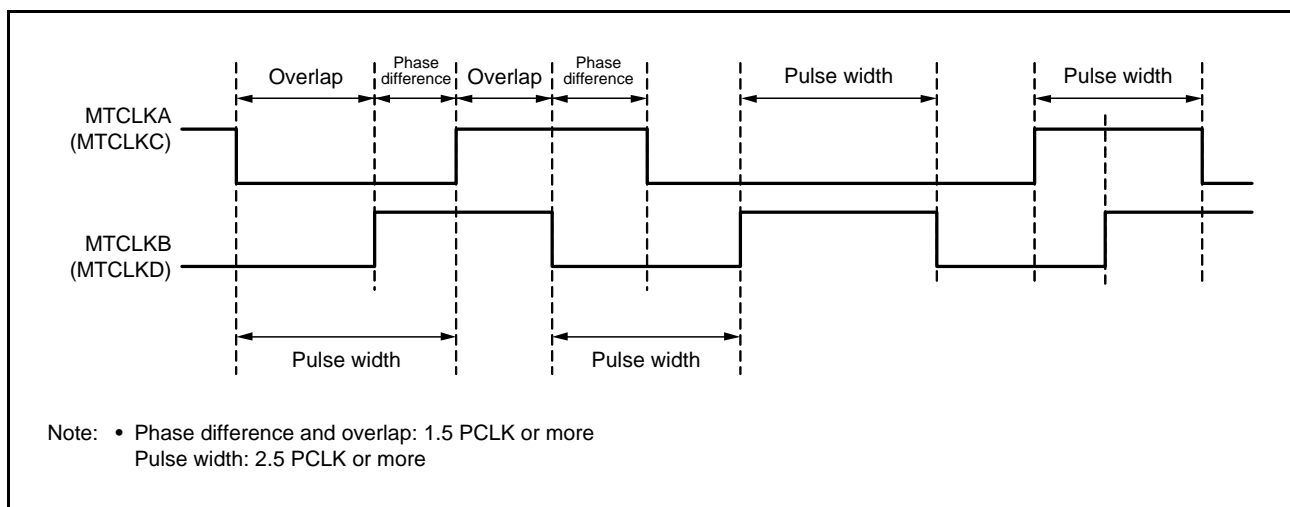 Overlap
Phase
difference
Overlap
Phase
difference
Pulse width
Pulse width
MTCLKA
(MTCLKC)
MTCLKB
(MTCLKD)
Pulse width
Pulse width
Note: • Phase difference and overlap: 1.5 PCLK or more
Pulse width: 2.5 PCLK or more